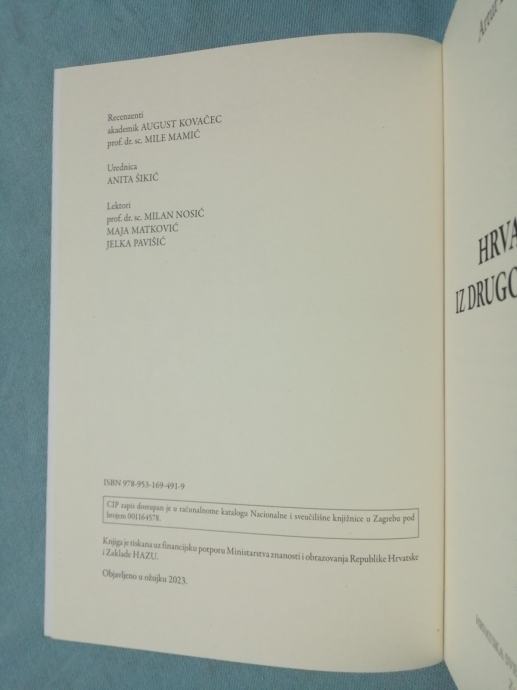 Recenzenti
akademik AUGUST KOVAČEC
prof. dr. sc. MILE MAMIĆ
Urednica
ANITA ŠIKIĆ
Lektori
prof. dr. sc. MILAN NOSIĆ
MAJA MATKOVIĆ
JELKA PAVIŠIĆ
ISBN 978-953-169-491-9
CIP zapis dostupan je u računalnome katalogu Nacionalne i sveučilišne knjižnice u Zagrebu pod
brojem 001164578.
Knjiga je tiskana uz financijsku potporu Ministarstva znanosti i obrazovanja Republike Hrvatske
i Zaklade HAZU.
Objavljeno u ožujku 2023.
HRVA
IZ DRUGO